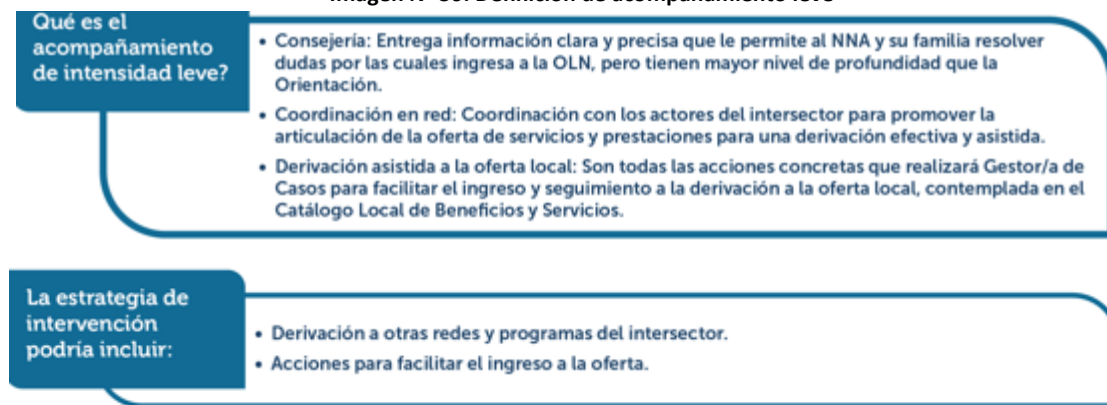 Qué es el
acompañamiento
de intensidad leve?
• Consejería: Entrega información clara y precisa que le permite al NNA y su familia resolver
dudas por las cuales ingresa a la OLN, pero tienen mayor nivel de profundidad que la
Orientación.
• Coordinación en red: Coordinación con los actores del intersector para promover la
articulación de la oferta de servicios y prestaciones para una derivación efectiva y asistida.
• Derivación asistida a la oferta local: Son todas las acciones concretas que realizará Gestor/a de
Casos para facilitar el ingreso y seguimiento a la derivación a la oferta local, contemplada en el
Catálogo Local de Beneficios y Servicios.
La estrategia de
intervención
podría incluir:
• Derivación a otras redes y programas del intersector.
• Acciones para facilitar el ingreso a la oferta.